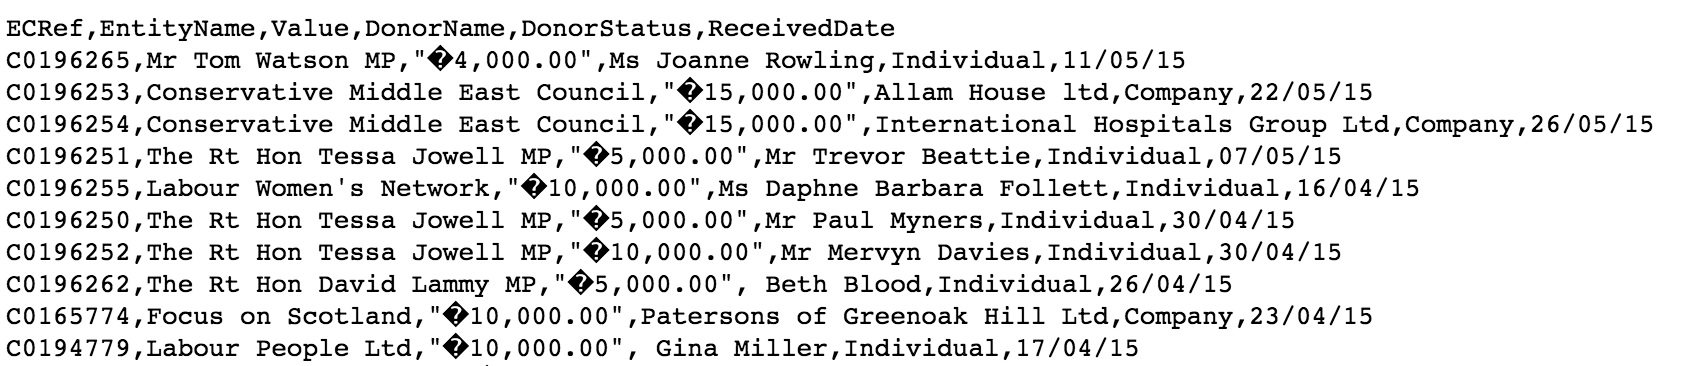 ECRef,EntityName,Value,DonorName,DonorStatus,ReceivedDate
C0196265,Mr Tom Watson MP,"�4,000.00",Ms Joanne Rowling,Individual,11/05/15
C0196253,Conservative Middle East Council,"�15,000.00",Allam House ltd,Company,22/05/15
C0196254,Conservative Middle East Council,"�15,000.00",International Hospitals Group Ltd,Company,26/05/15
C0196251,The Rt Hon Tessa Jowell MP,"�5,000.00",Mr Trevor Beattie,Individual,07/05/15
C0196255,Labour Women's Network,"�10,000.00",Ms Daphne Barbara Follett,Individual,16/04/15
C0196250,The Rt Hon Tessa Jowell MP,"�5,000.00",Mr Paul Myners,Individual,30/04/15
C0196252,The Rt Hon Tessa Jowell MP,"�10,000.00",Mr Mervyn Davies,Individual,30/04/15
C0196262,The Rt Hon David Lammy MP,"�5,000.00", Beth Blood,Individual,26/04/15
C0165774,Focus on Scotland,"�10,000.00",Patersons of Greenoak Hill Ltd,Company,23/04/15
C0194779,Labour People Ltd,"�10,000.00", Gina Miller,Individual,17/04/15